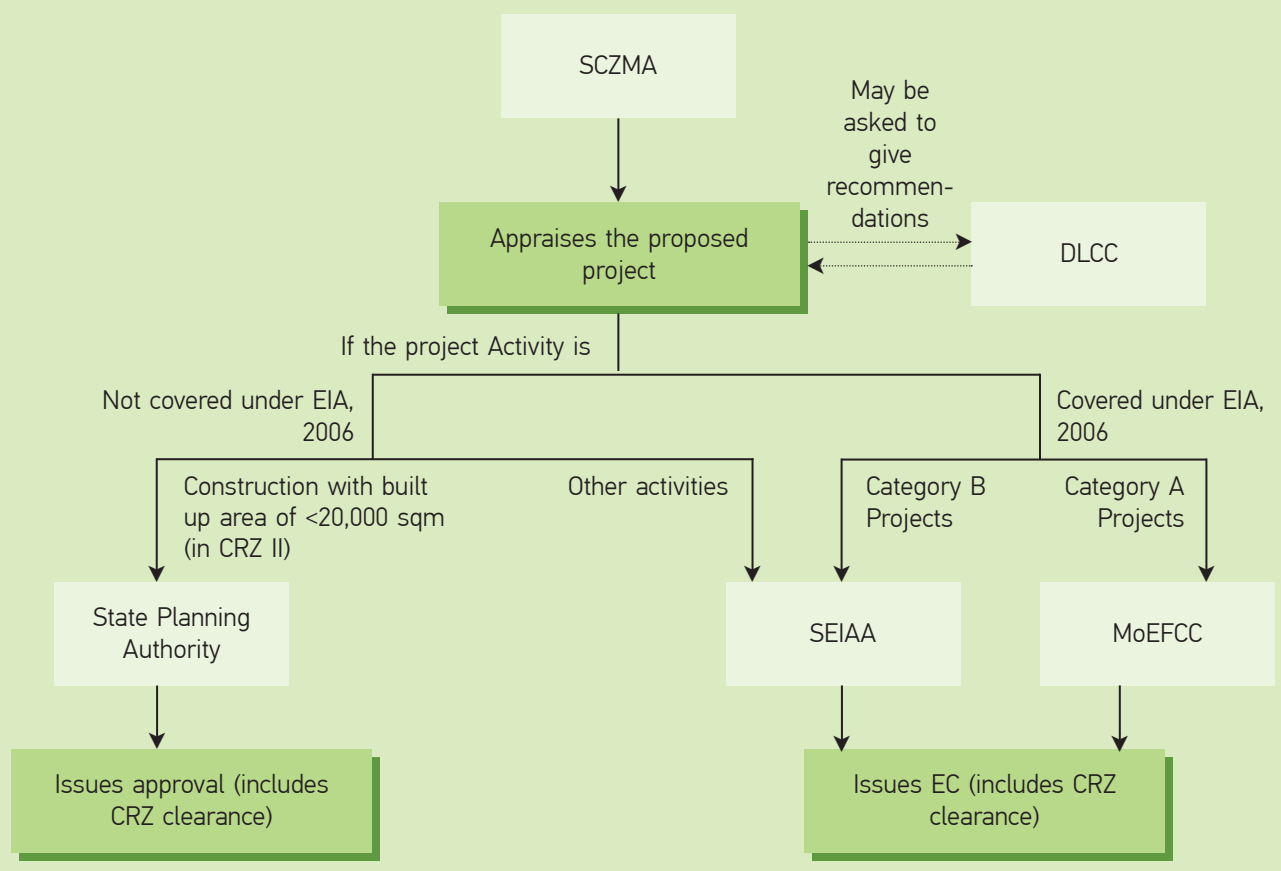 SCZMA
May be
asked to
give
recommen-
dations
Appraises the proposed
project
DLCC
If the project Activity is
Not covered under EIA,
2006
Covered under EIA,
2006
Construction with built
up area of <20,000 sqm
(in CRZ II)
Other activities
Category B
Projects
Category A
Projects
State Planning
Authority
SEIAA
MoEFCC
Issues approval (includes
CRZ clearance)
Issues EC (includes CRZ
clearance)